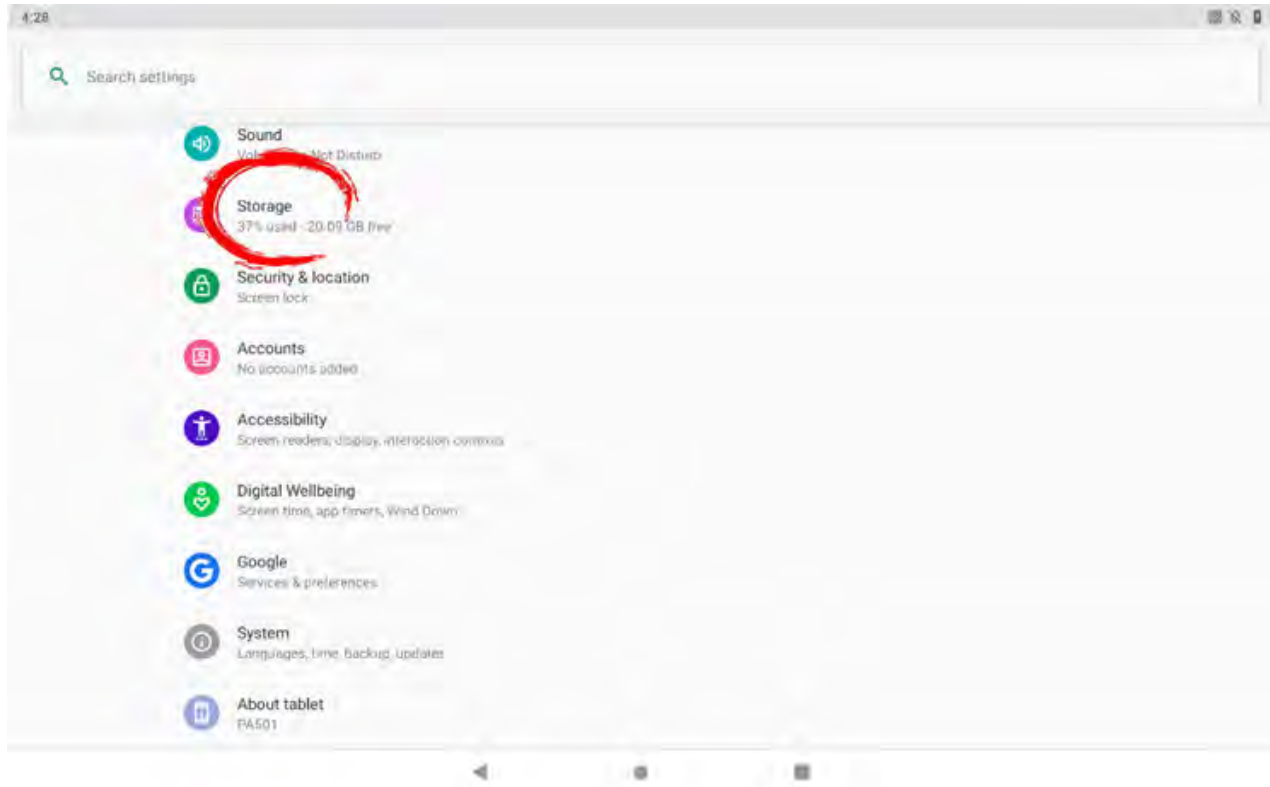 4:28
Search settings
Sound
Not Disturb
Storage
37% used - 20.09 GB free
Security & location
Screen lock
Accounts
No accounts added
Accessibility
Screen readers, display, interaction controls
Digital Wellbeing
Screen time, app timers, Wind Down
Google
Services & preferences
System
Languages, time, backup, updates
About tablet
PA501